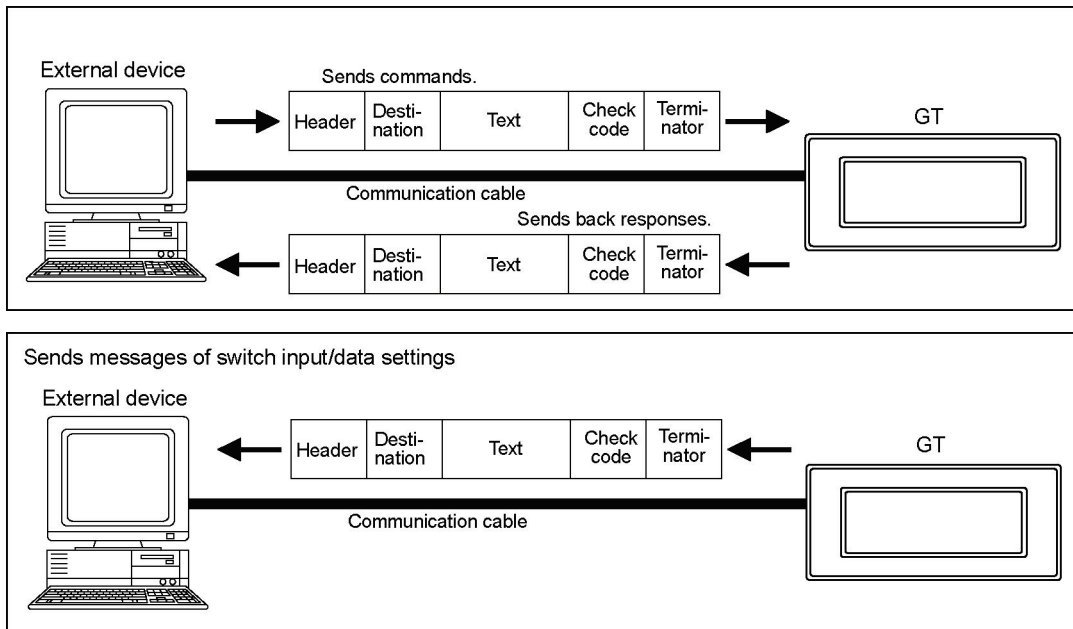 External device
Sends commands.
Header
Desti-
nation
Text
Check
code
Termi-
nator
GT
Communication cable
Sends back responses.
Header
Desti-
nation
Text
Check
code
Termi-
nator
Sends messages of switch input/data settings
External device
Header
Desti-
nation
Text
Check
code
Termi-
nator
GT
Communication cable